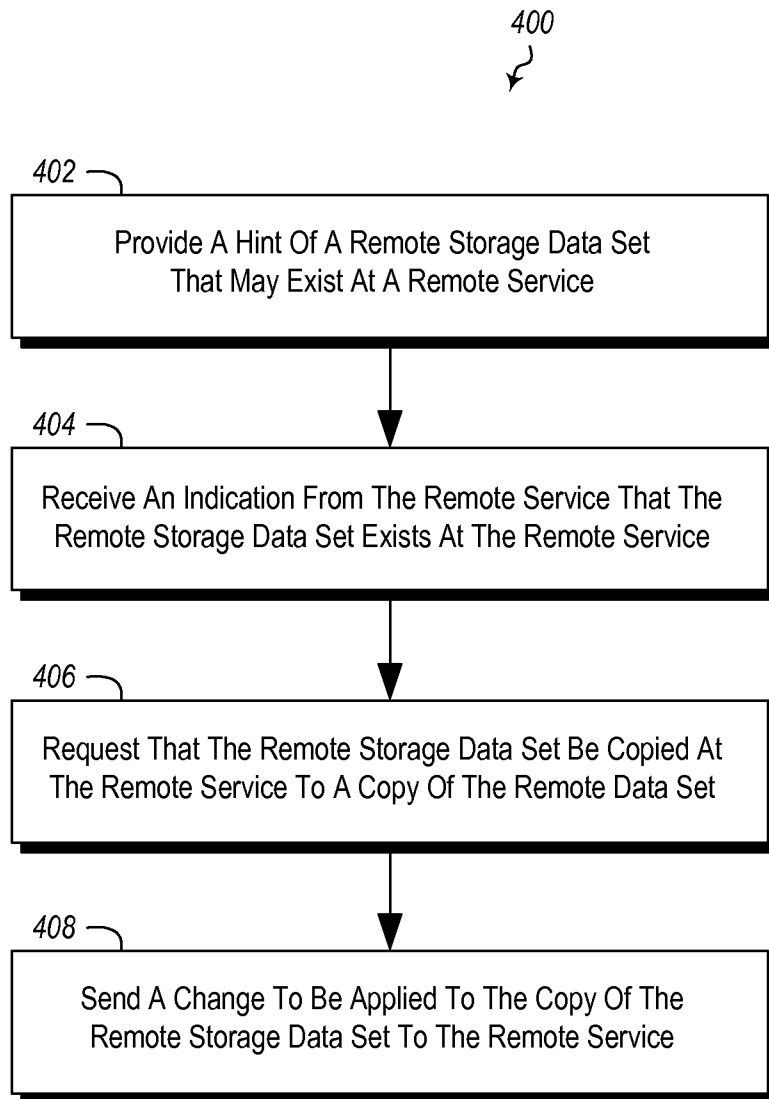 400
402
Provide A Hint Of A Remote Storage Data Set
That May Exist At A Remote Service
404
Receive An Indication From The Remote Service That The
Remote Storage Data Set Exists At The Remote Service
406
Request That The Remote Storage Data Set Be Copied At
The Remote Service To A Copy Of The Remote Data Set
408
Send A Change To Be Applied To The Copy Of The
Remote Storage Data Set To The Remote Service